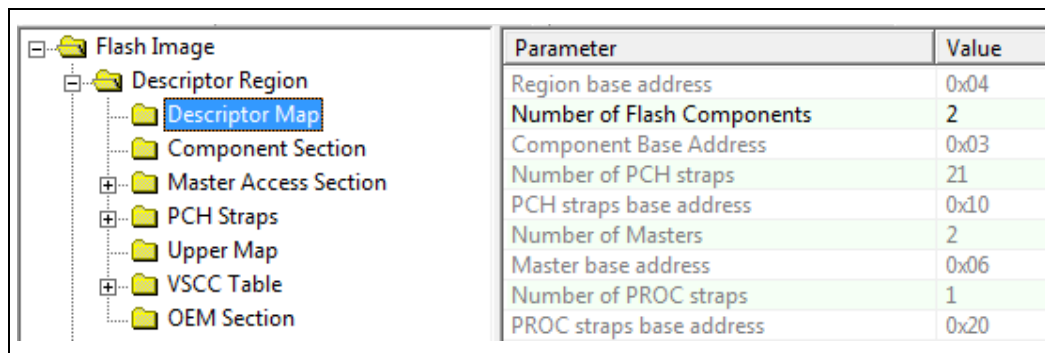 Flash Image
Descriptor Region
Descriptor Map
Component Section
Master Access Section
PCH Straps
Upper Map
VSCC Table
OEM Section
Parameter Value
Region base address 0x04
Number of Flash Components 2
Component Base Address 0x03
Number of PCH straps 21
PCH straps base address 0x10
Number of Masters 2
Master base address 0x06
Number of PROC straps 1
PROC straps base address 0x20